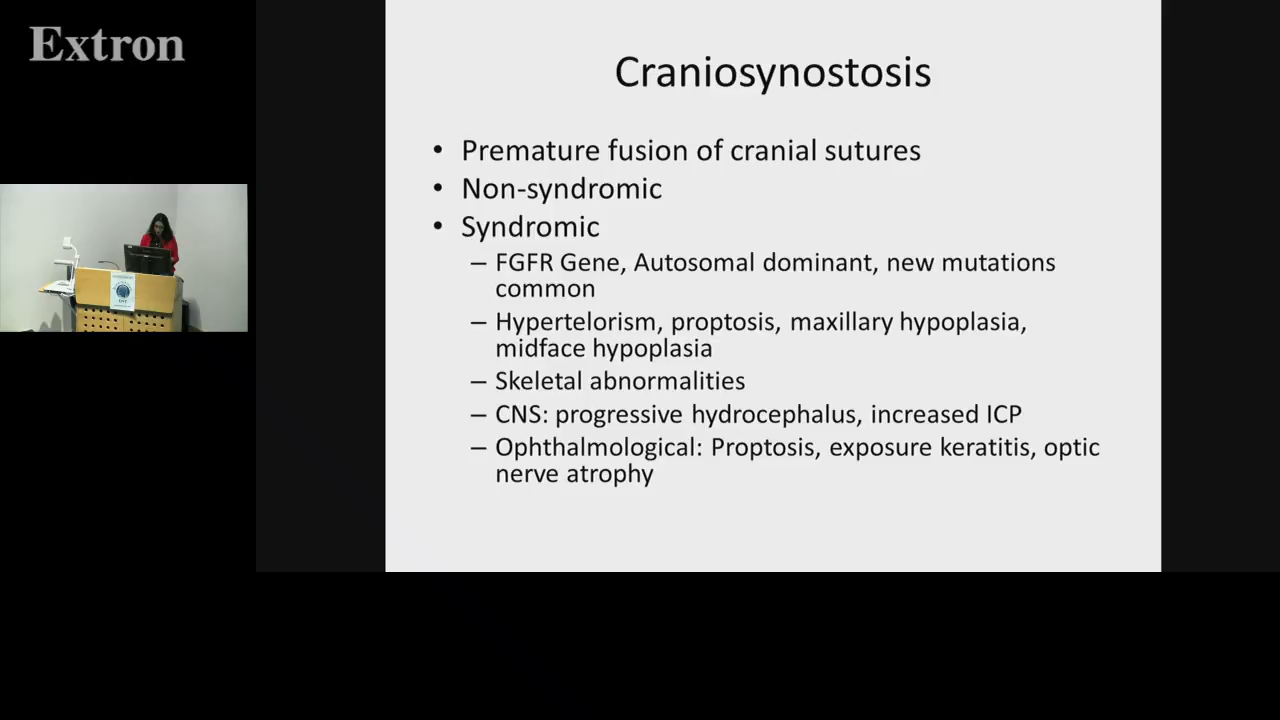 Extron
Craniosynostosis
• Premature fusion of cranial sutures
• Non-syndromic
• Syndromic
– FGFR Gene, Autosomal dominant, new mutations
common
– Hypertelorism, proptosis, maxillary hypoplasia,
midface hypoplasia
– Skeletal abnormalities
– CNS: progressive hydrocephalus, increased ICP
– Ophthalmological: Proptosis, exposure keratitis, optic
nerve atrophy